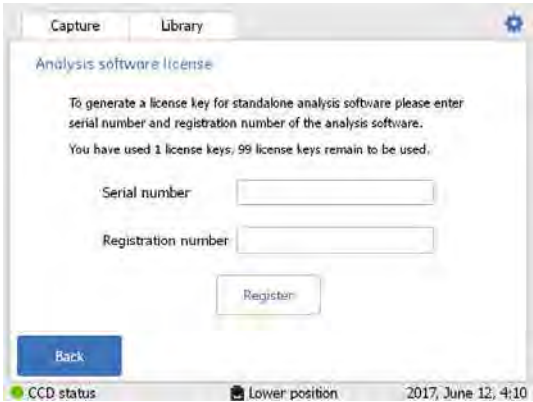 Capture
Library
Analysis software license
To generate a license key for standalone analysis software please enter
serial number and registration number of the analysis software.
You have used 1 license keys, 99 license keys remain to be used.
Serial number
Registration number
Register
Back
CCD status
Lower position
2017, June 12, 4:10